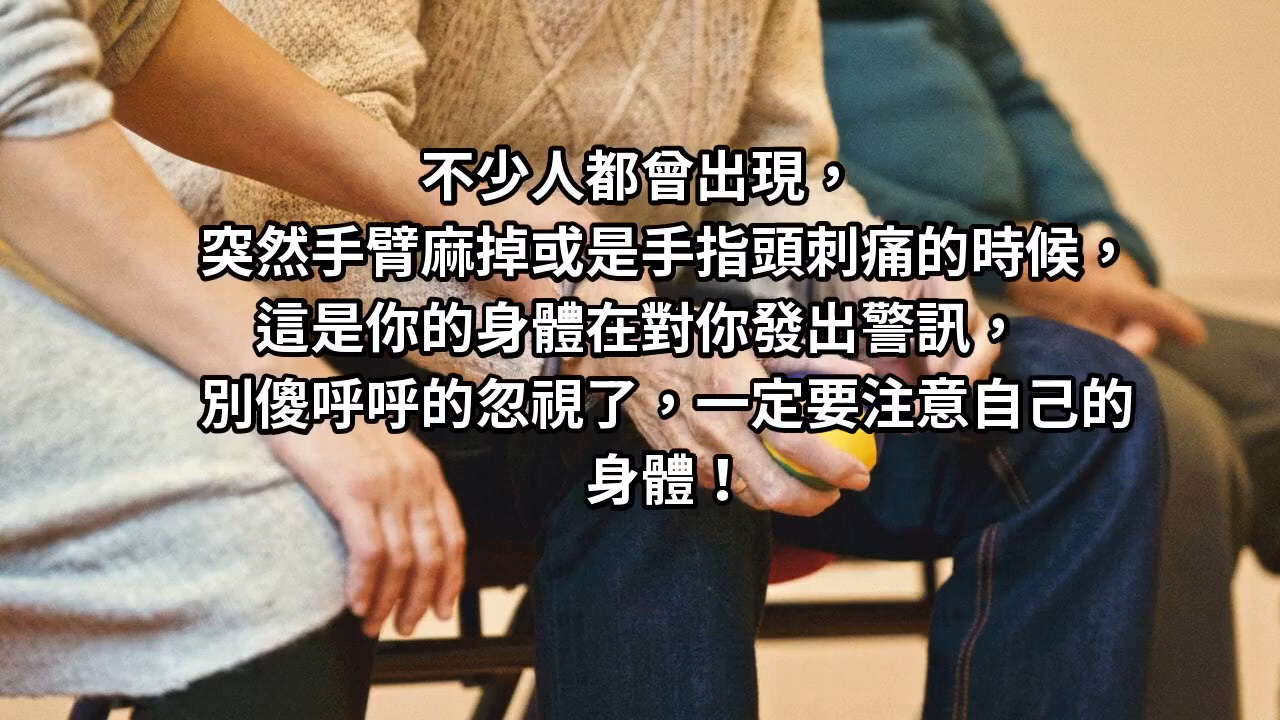 不少人都曾出現，
突然手臂麻掉或是手指頭刺痛的時候，
這是你的身體在對你發出警訊，
別傻呼呼的忽視了，一定要注意自己的
身體！